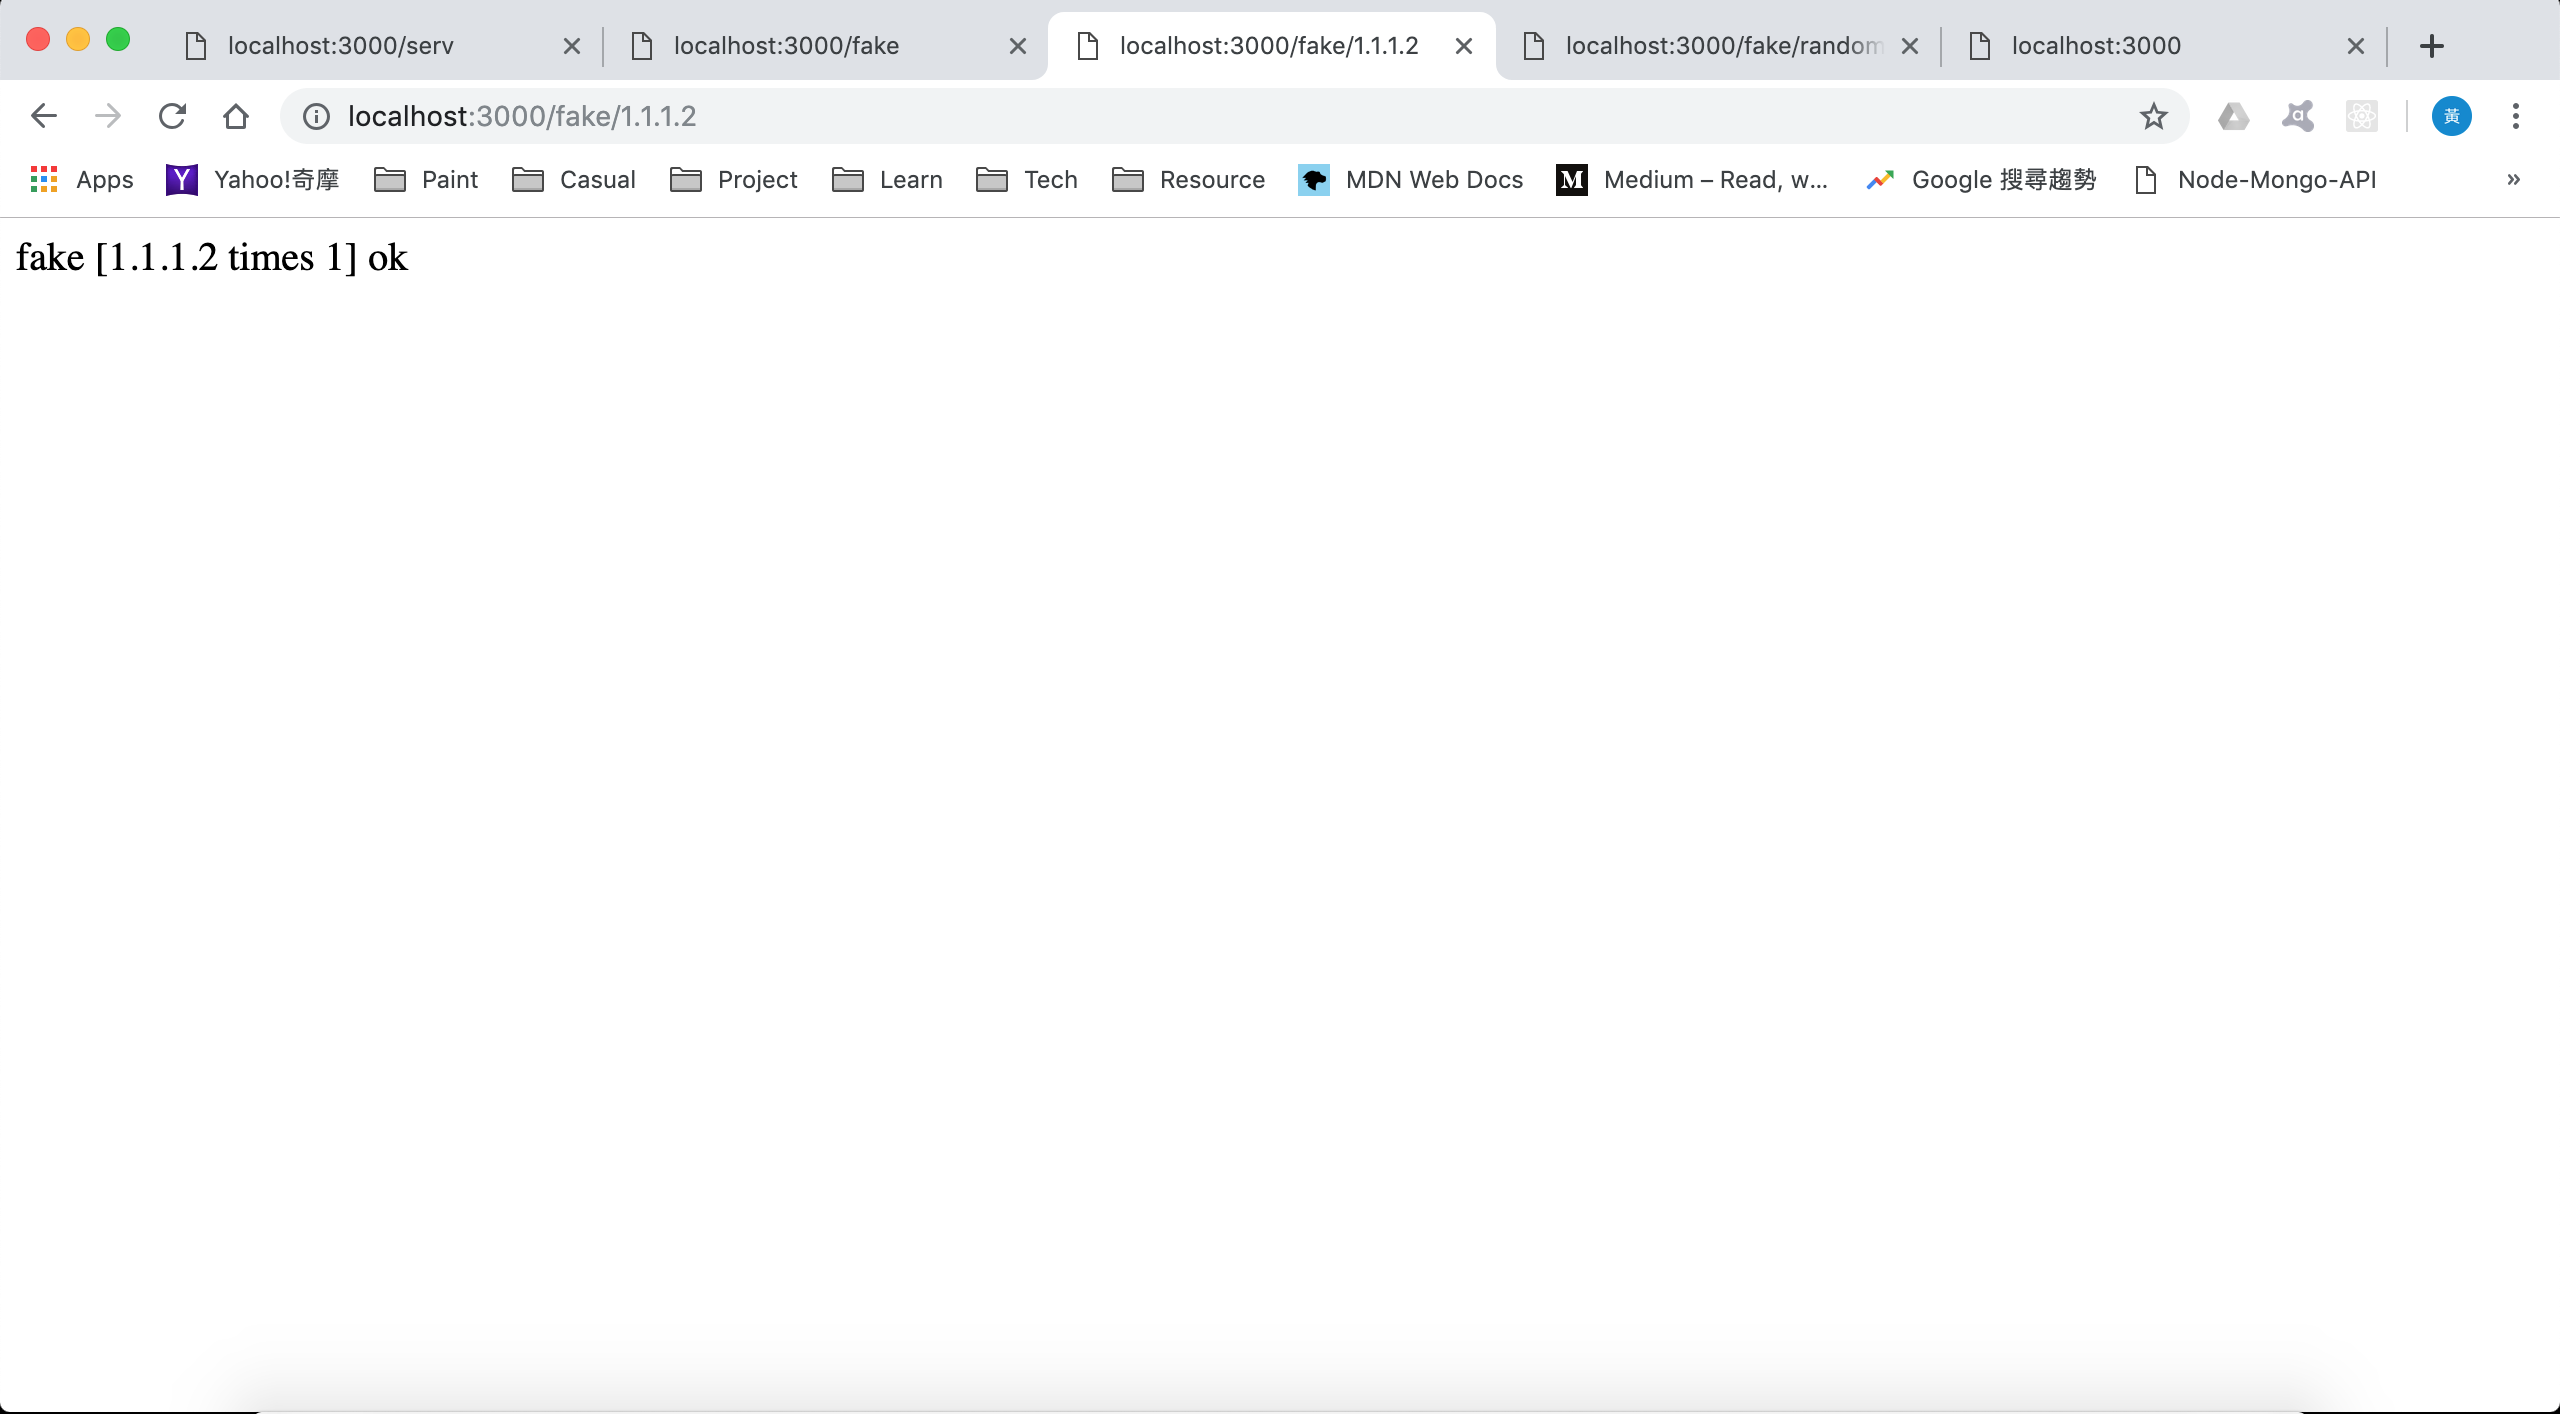 localhost:3000/serv localhost:3000/fake localhost:3000/fake/1.1.1.2 localhost:3000/fake/random localhost:3000
localhost:3000/fake/1.1.1.2 a 黃
Apps Y Yahoo!奇摩 Paint Casual Project Learn Tech Resource MDN Web Docs M Medium – Read, w... Google 搜尋趨勢 Node-Mongo-API »
fake [1.1.1.2 times 1] ok